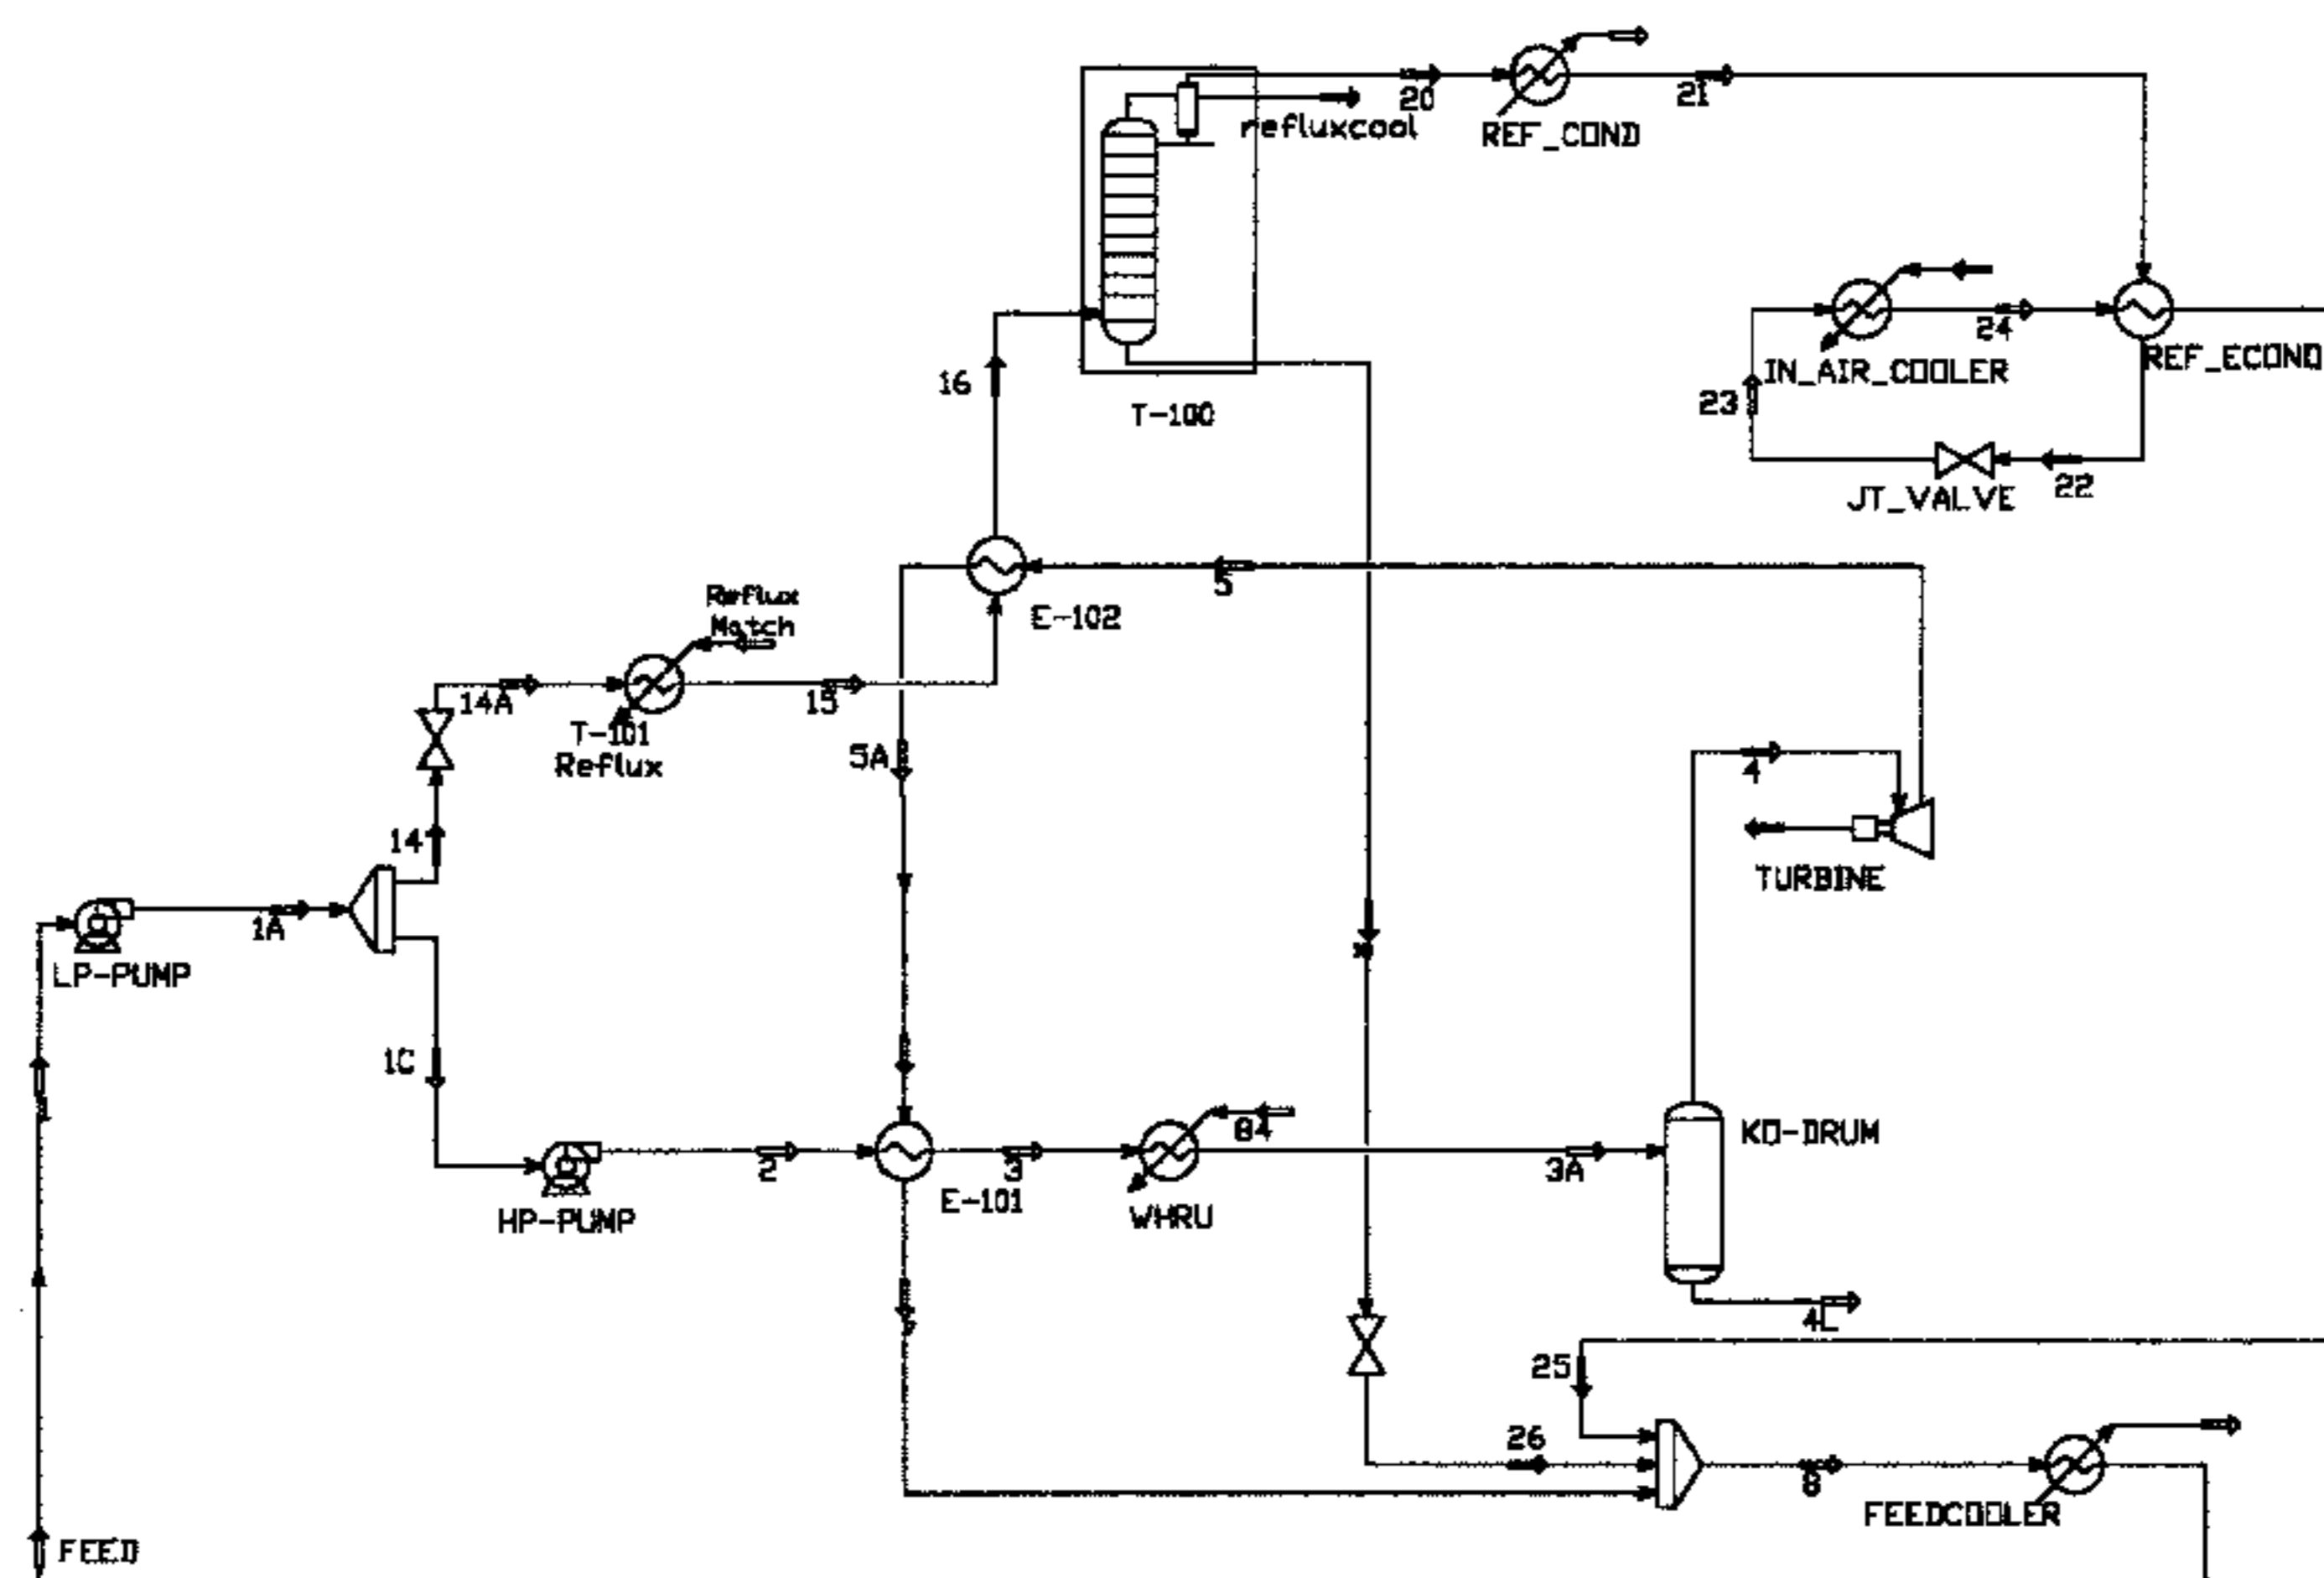 20
refluxcool
REF_COND
21
IN_AIR_COOLER
24
REF_ECOND
23
JT_VALVE
22
16
T-100
5
E-102
Reflux
Match
14A
T-101
Reflux
15
5A
4
TURBINE
14
1A
LP-PUMP
1C
1
HP-PUMP
2
E-101
3
84
WHRU
3A
KO-DRUM
4L
25
26
FEEDCOOLER
FEED